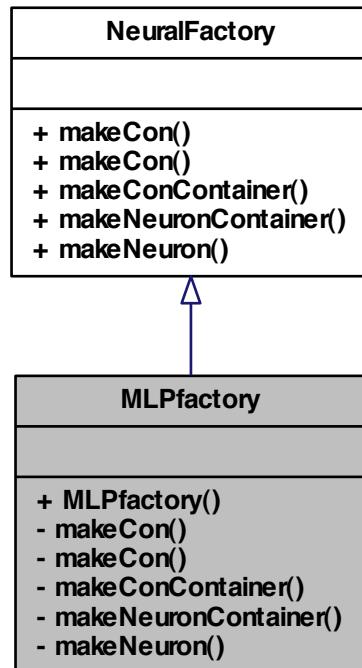 NeuralFactory
+ makeCon()
+ makeCon()
+ makeConContainer()
+ makeNeuronContainer()
+ makeNeuron()
MLPfactory
+ MLPfactory()
- makeCon()
- makeCon()
- makeConContainer()
- makeNeuronContainer()
- makeNeuron()